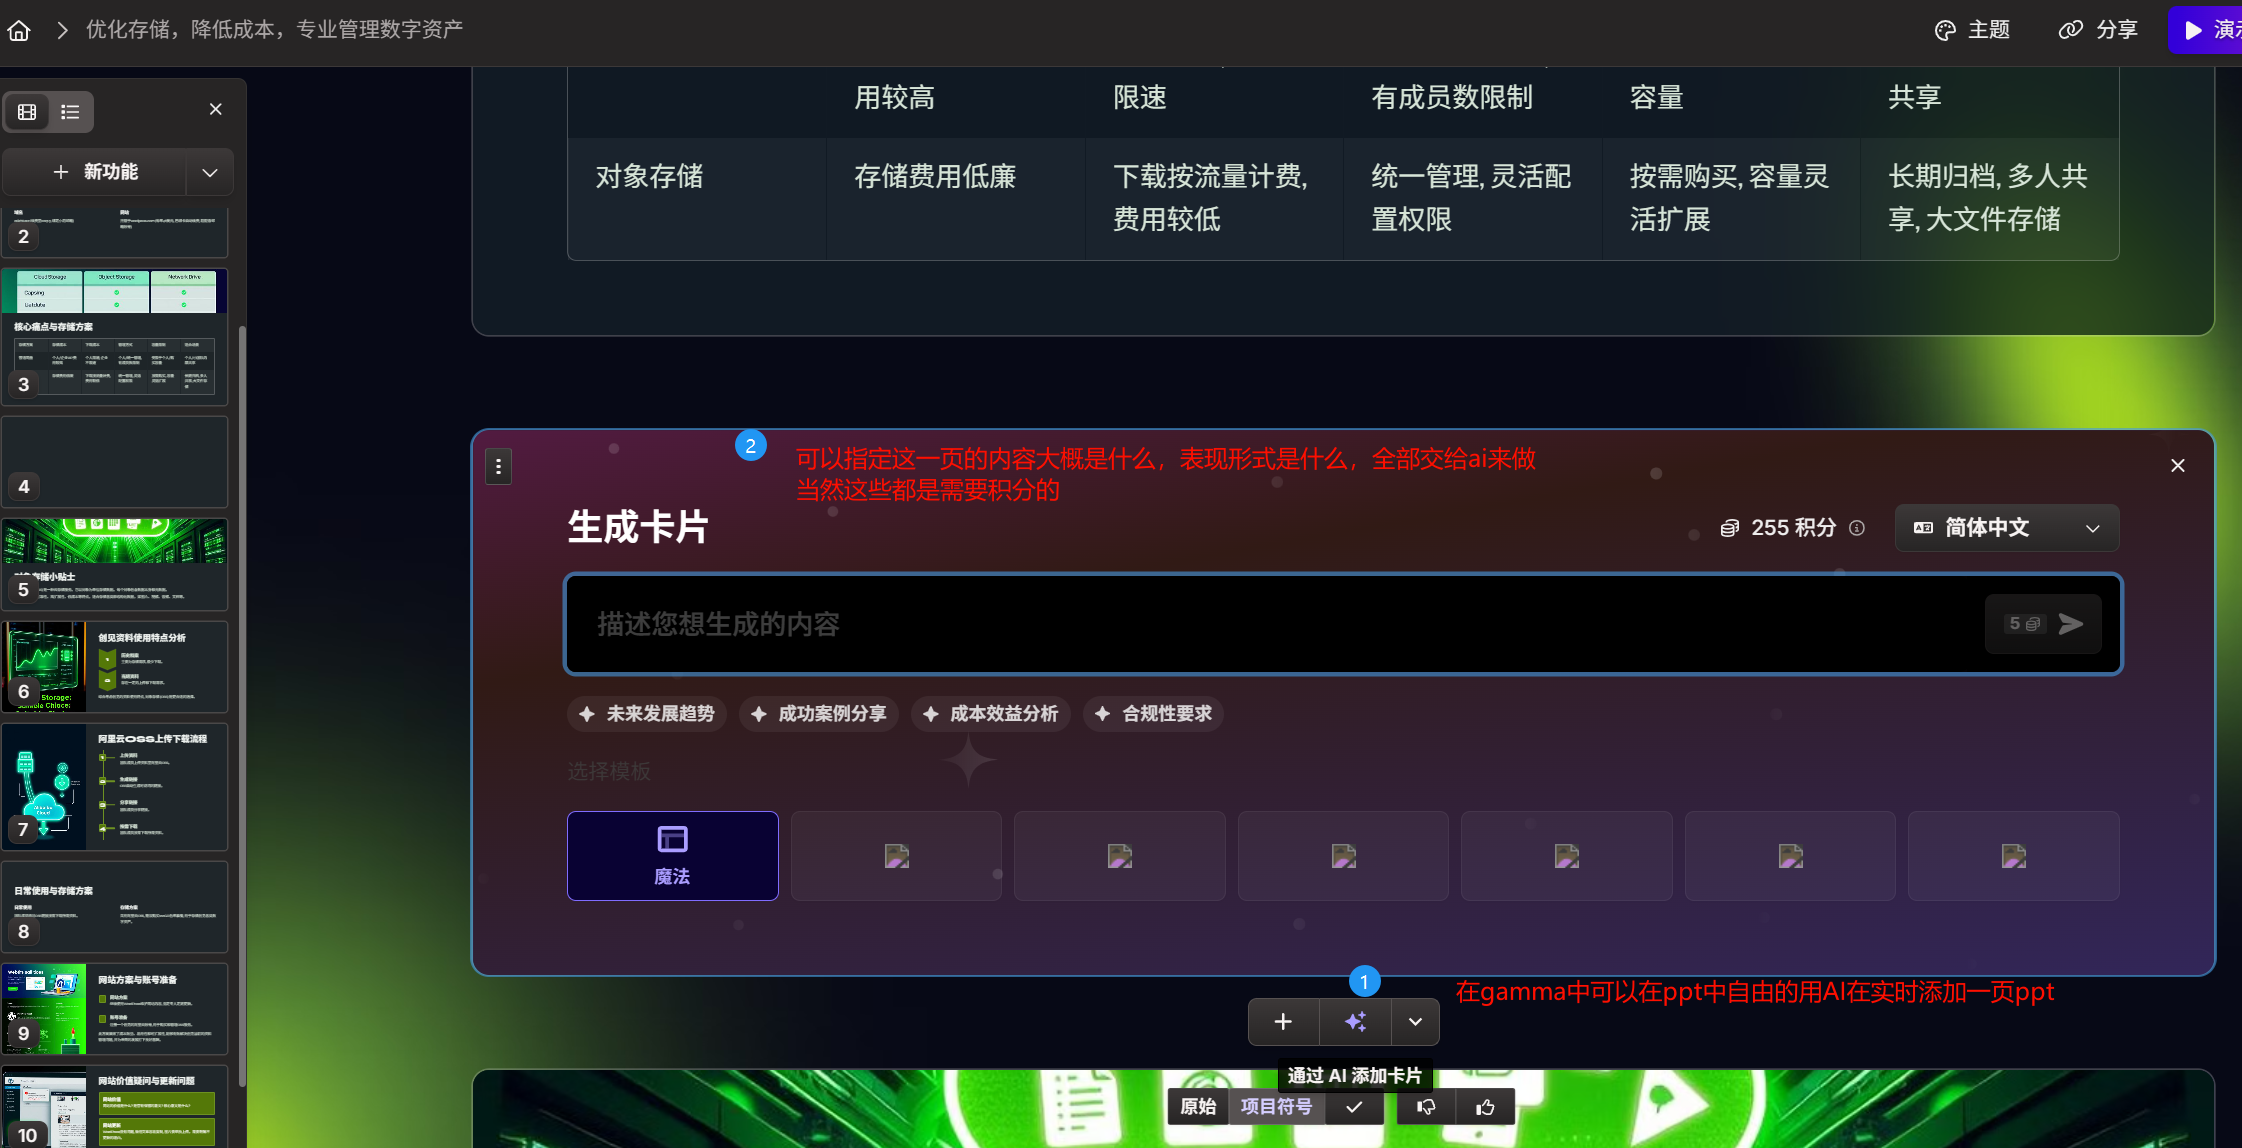 优化存储，降低成本，专业管理数字资产
主题
分享
新功能
用较高
限速
有成员数限制
容量
共享
对象存储
存储费用低廉
下载按流量计费,
费用较低
统一管理, 灵活配
置权限
按需购买, 容量灵
活扩展
长期归档, 多人共
享, 大文件存储
2
Cloud Storage
Object Storage
Network Drive
核心痛点与存储方案
3
4
5
创见资料使用特点分析
6
Storage:
阿里云OSS上传下载流程
7
日常使用与存储方案
8
网站方案与账号准备
9
网站价值疑问与更新问题
10
2
可以指定这一页的内容大概是什么，表现形式是什么，全部交给ai来做
当然这些都是需要积分的
生成卡片
255 积分
简体中文
描述您想生成的内容
5
未来发展趋势
成功案例分享
成本效益分析
合规性要求
选择模板
魔法
1
在gamma中可以在ppt中自由的用AI在实时添加一页ppt
通过 AI 添加卡片
原始
项目符号